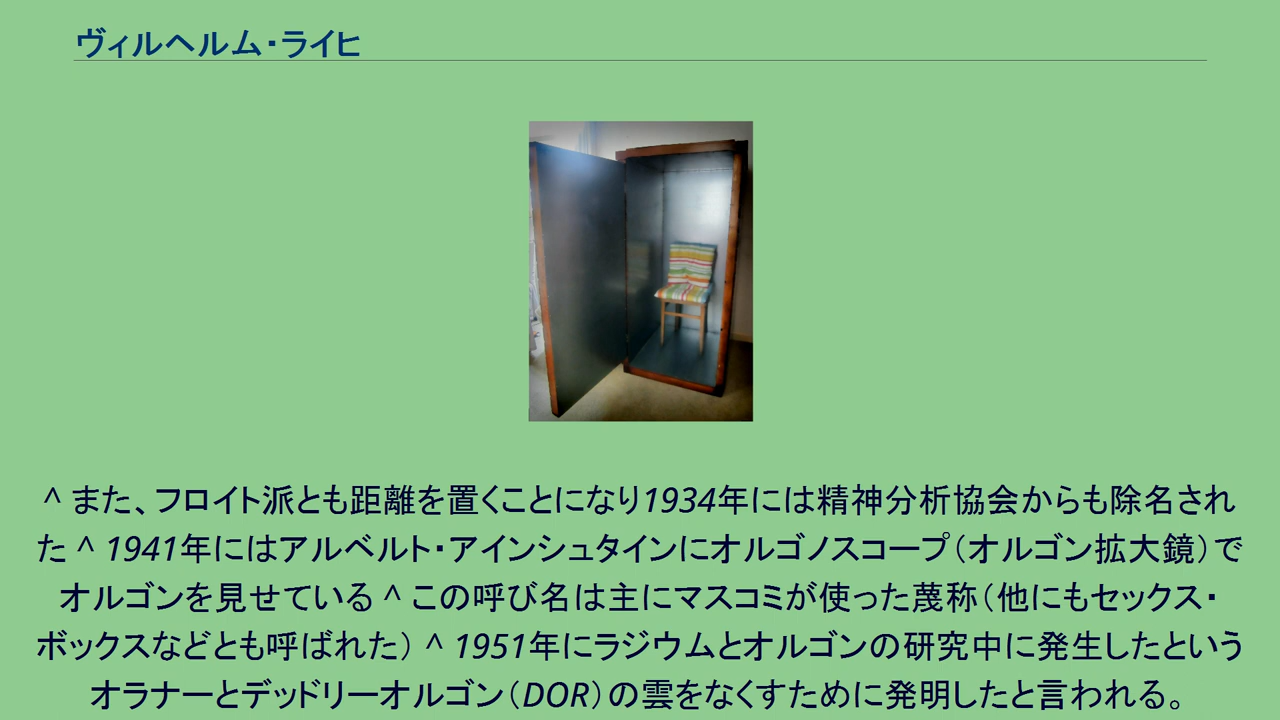 ヴィルヘルム・ライヒ
^ また、フロイト派とも距離を置くことになり1934年には精神分析協会からも除名され
た ^ 1941年にはアルベルト・アインシュタインにオルゴノスコープ（オルゴン拡大鏡）で
オルゴンを見せている ^ この呼び名は主にマスコミが使った蔑称（他にもセックス・
ボックスなどとも呼ばれた） ^ 1951年にラジウムとオルゴンの研究中に発生したという
オラナーとデッドリーオルゴン（DOR）の雲をなくすために発明したと言われる。